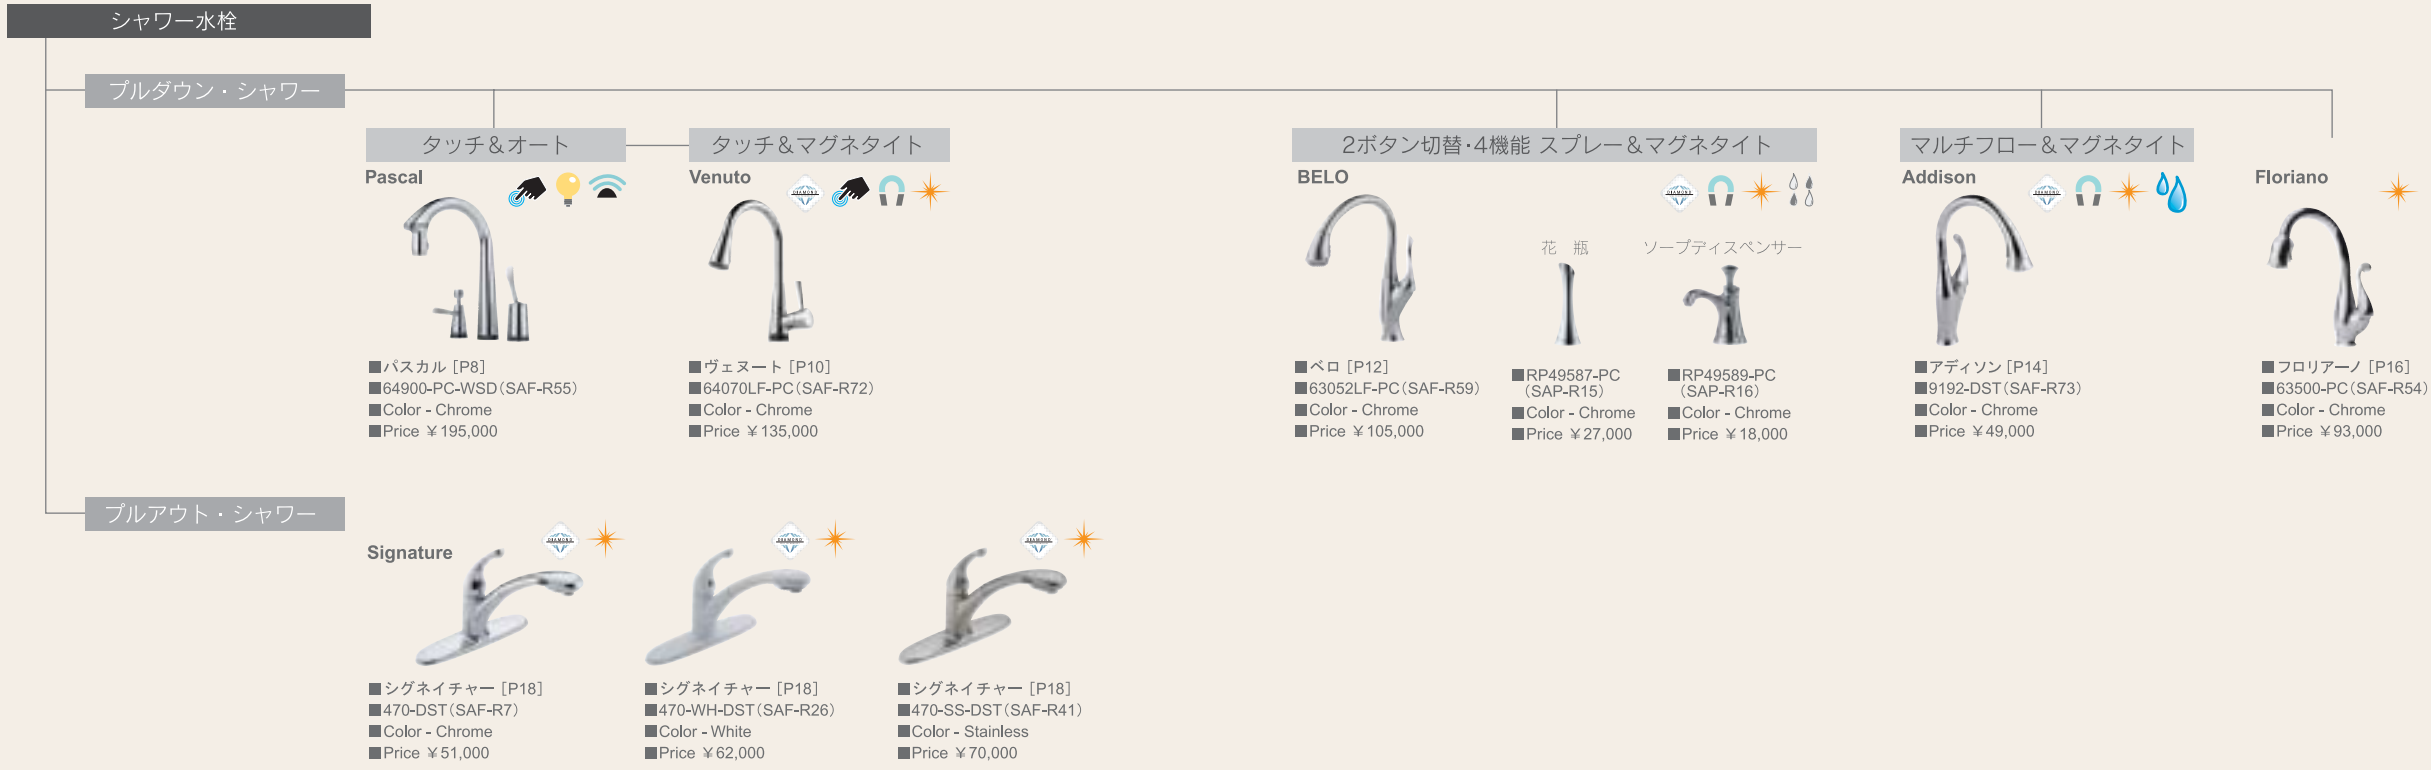 シャワー水栓
プルダウン・シャワー
タッチ＆オート
Pascal
■パスカル [P8]
■64900-PC-WSD(SAF-R55)
■Color - Chrome
■Price ￥195,000
タッチ＆マグネタイト
Venuto
DIAMOND
■ヴェヌート [P10]
■64070LF-PC(SAF-R72)
■Color - Chrome
■Price ￥135,000
2ボタン切替･4機能 スプレー＆マグネタイト
BELO
DIAMOND
■ベロ [P12]
■63052LF-PC(SAF-R59)
■Color - Chrome
■Price ￥105,000
花 瓶
■RP49587-PC
(SAP-R15)
■Color - Chrome
■Price ￥27,000
ソープディスペンサー
■RP49589-PC
(SAP-R16)
■Color - Chrome
■Price ￥18,000
マルチフロー＆マグネタイト
Addison
DIAMOND
■アディソン [P14]
■9192-DST(SAF-R73)
■Color - Chrome
■Price ￥49,000
Floriano
■フロリアーノ [P16]
■63500-PC(SAF-R54)
■Color - Chrome
■Price ￥93,000
プルアウト・シャワー
Signature
DIAMOND
■シグネイチャー [P18]
■470-DST(SAF-R7)
■Color - Chrome
■Price ￥51,000
DIAMOND
■シグネイチャー [P18]
■470-WH-DST(SAF-R26)
■Color - White
■Price ￥62,000
DIAMOND
■シグネイチャー [P18]
■470-SS-DST(SAF-R41)
■Color - Stainless
■Price ￥70,000